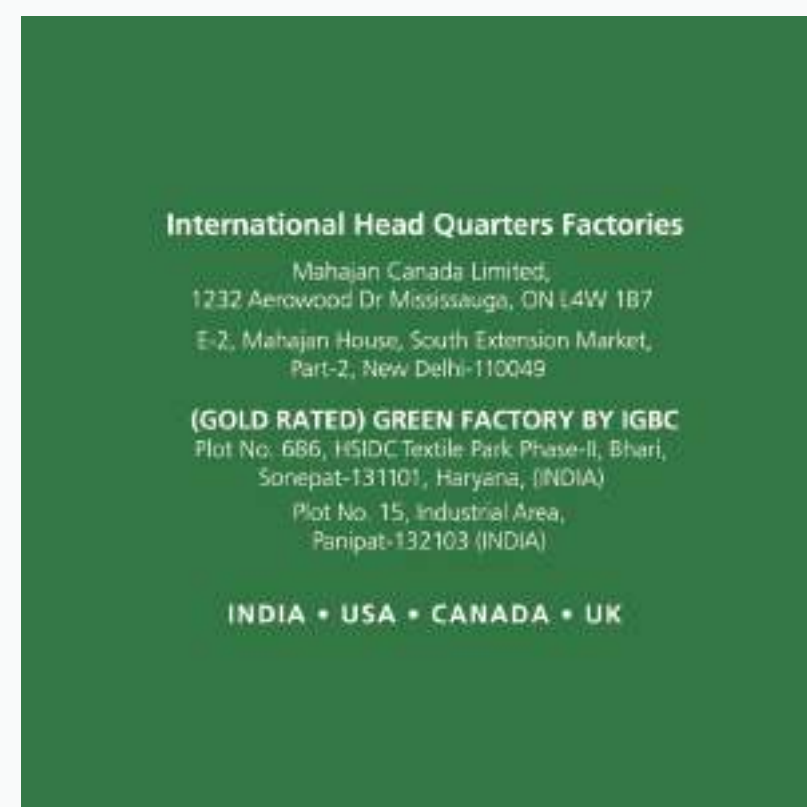 International Head Quarters Factories
Mahajan Canada Limited,
1232 Aerowood Dr Mississauga, ON L4W 1B7
E-2, Mahajan House, South Extension Market,
Part-2, New Delhi-110049
(GOLD RATED) GREEN FACTORY BY IGBC
Plot No. 686, HSIDC Textile Park Phase-II, Bhari,
Sonepat-131101, Haryana, (INDIA)
Plot No. 15, Industrial Area,
Panipat-132103 (INDIA)
INDIA • USA • CANADA • UK